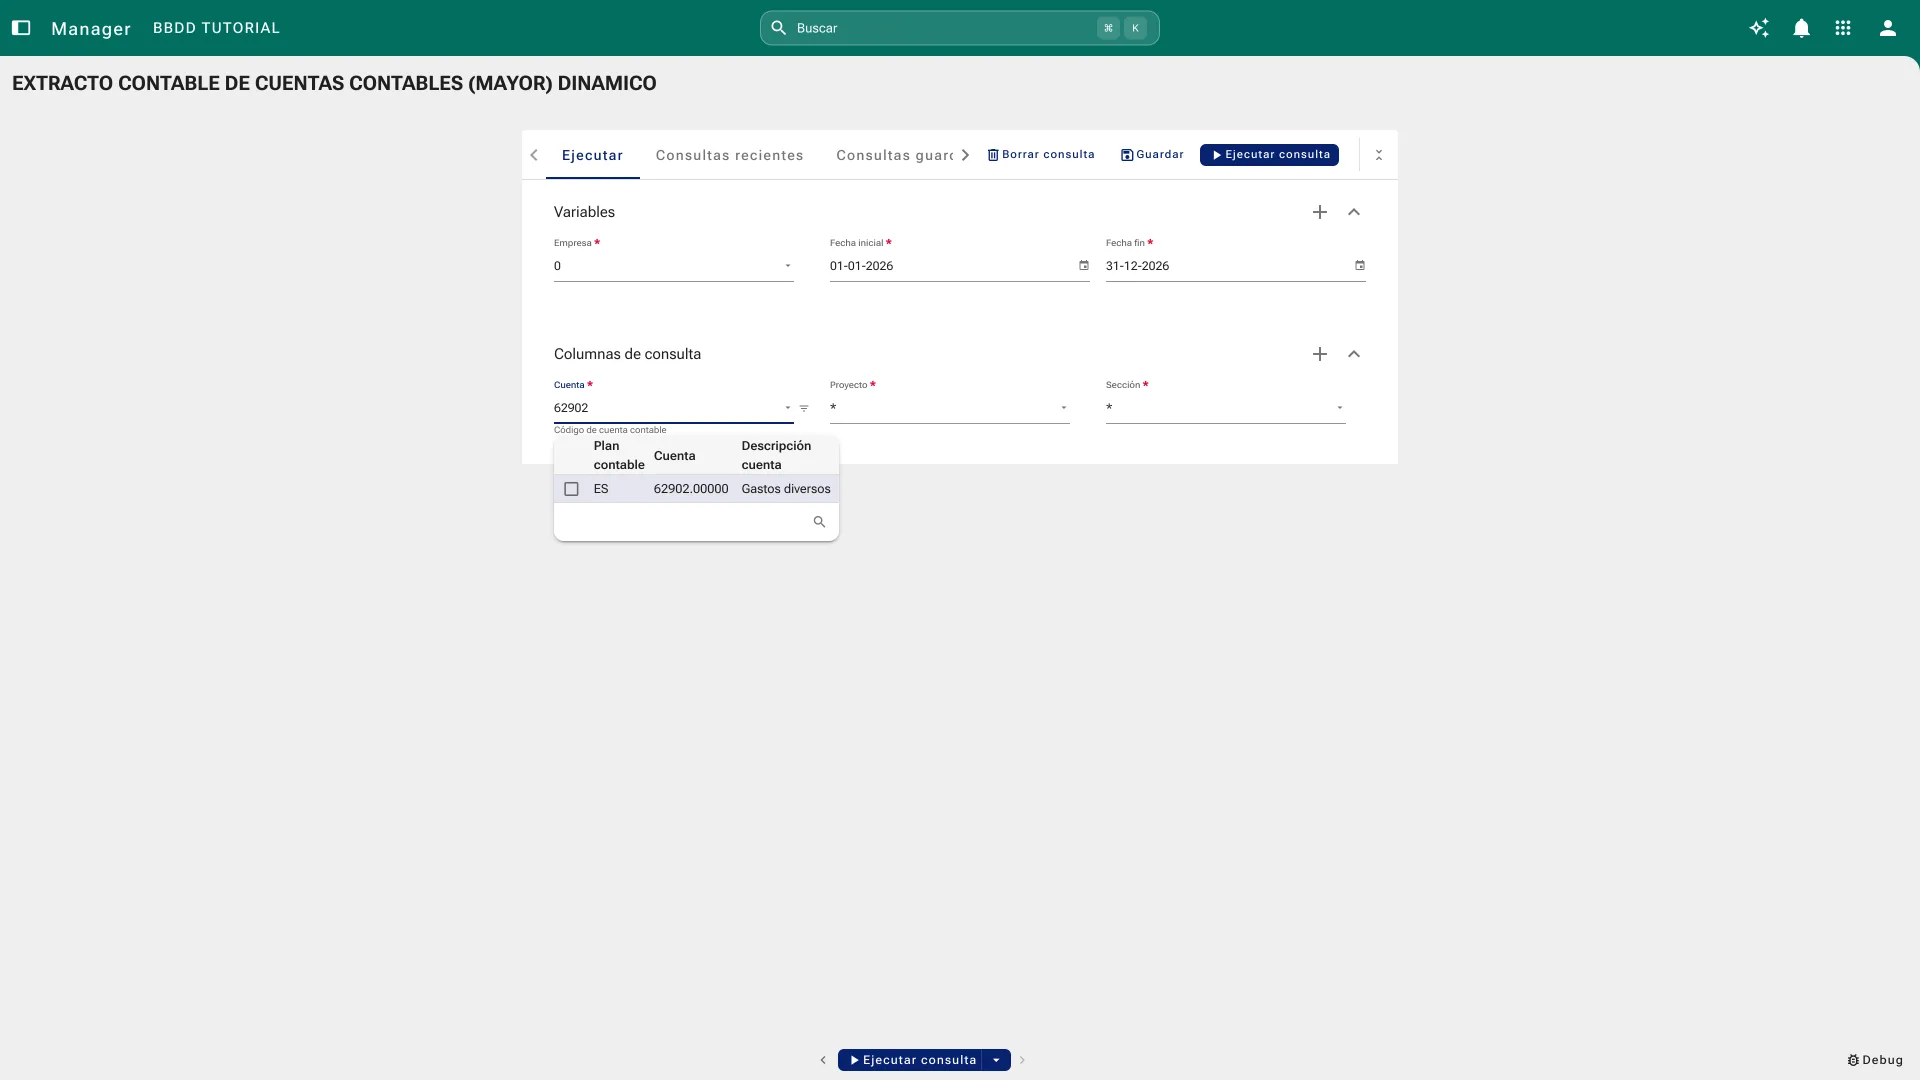 Manager
BBDD TUTORIAL
Buscar
⌘ K
EXTRACTO CONTABLE DE CUENTAS CONTABLES (MAYOR) DINAMICO
Ejecutar
Consultas recientes
Consultas guard
Borrar consulta
Guardar
Ejecutar consulta
Variables
Empresa *
Fecha inicial *
Fecha fin *
0
01-01-2026
31-12-2026
Columnas de consulta
Cuenta *
Proyecto *
Sección *
62902
*
*
Código de cuenta contable
Plan contable
Cuenta
Descripción cuenta
ES
62902.00000
Gastos diversos
Ejecutar consulta
Debug